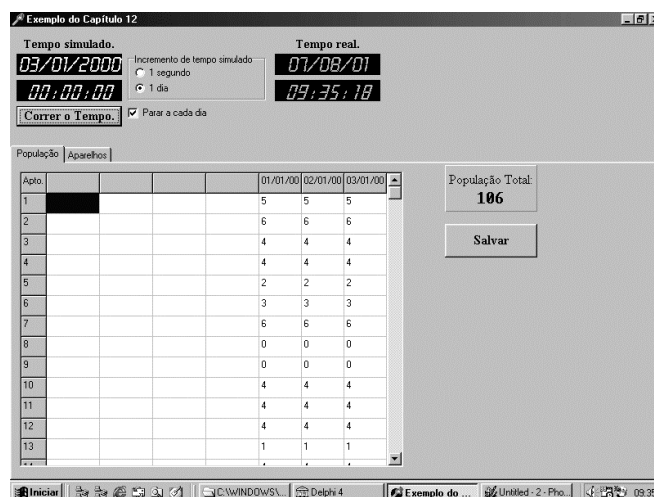 Exemplo do Capítulo 12
Tempo simulado.
Tempo real.
03/01/2000
Incremento de tempo simulado
1 segundo
1 dia
07/08/01
00:00:00
09:35:18
Correr o Tempo.
Parar a cada dia
População Aparelhos
Apto. 01/01/00 02/01/00 03/01/00
1 5 5 5
2 6 6 6
3 4 4 4
4 4 4 4
5 2 2 2
6 3 3 3
7 6 6 6
8 0 0 0
9 0 0 0
10 4 4 4
11 4 4 4
12 4 4 4
13 1 1 1
População Total:
106
Salvar
Iniciar C:\WINDOWS\... Delphi 4 Exemplo do ... Untitled - 2 - Pho... 09:35